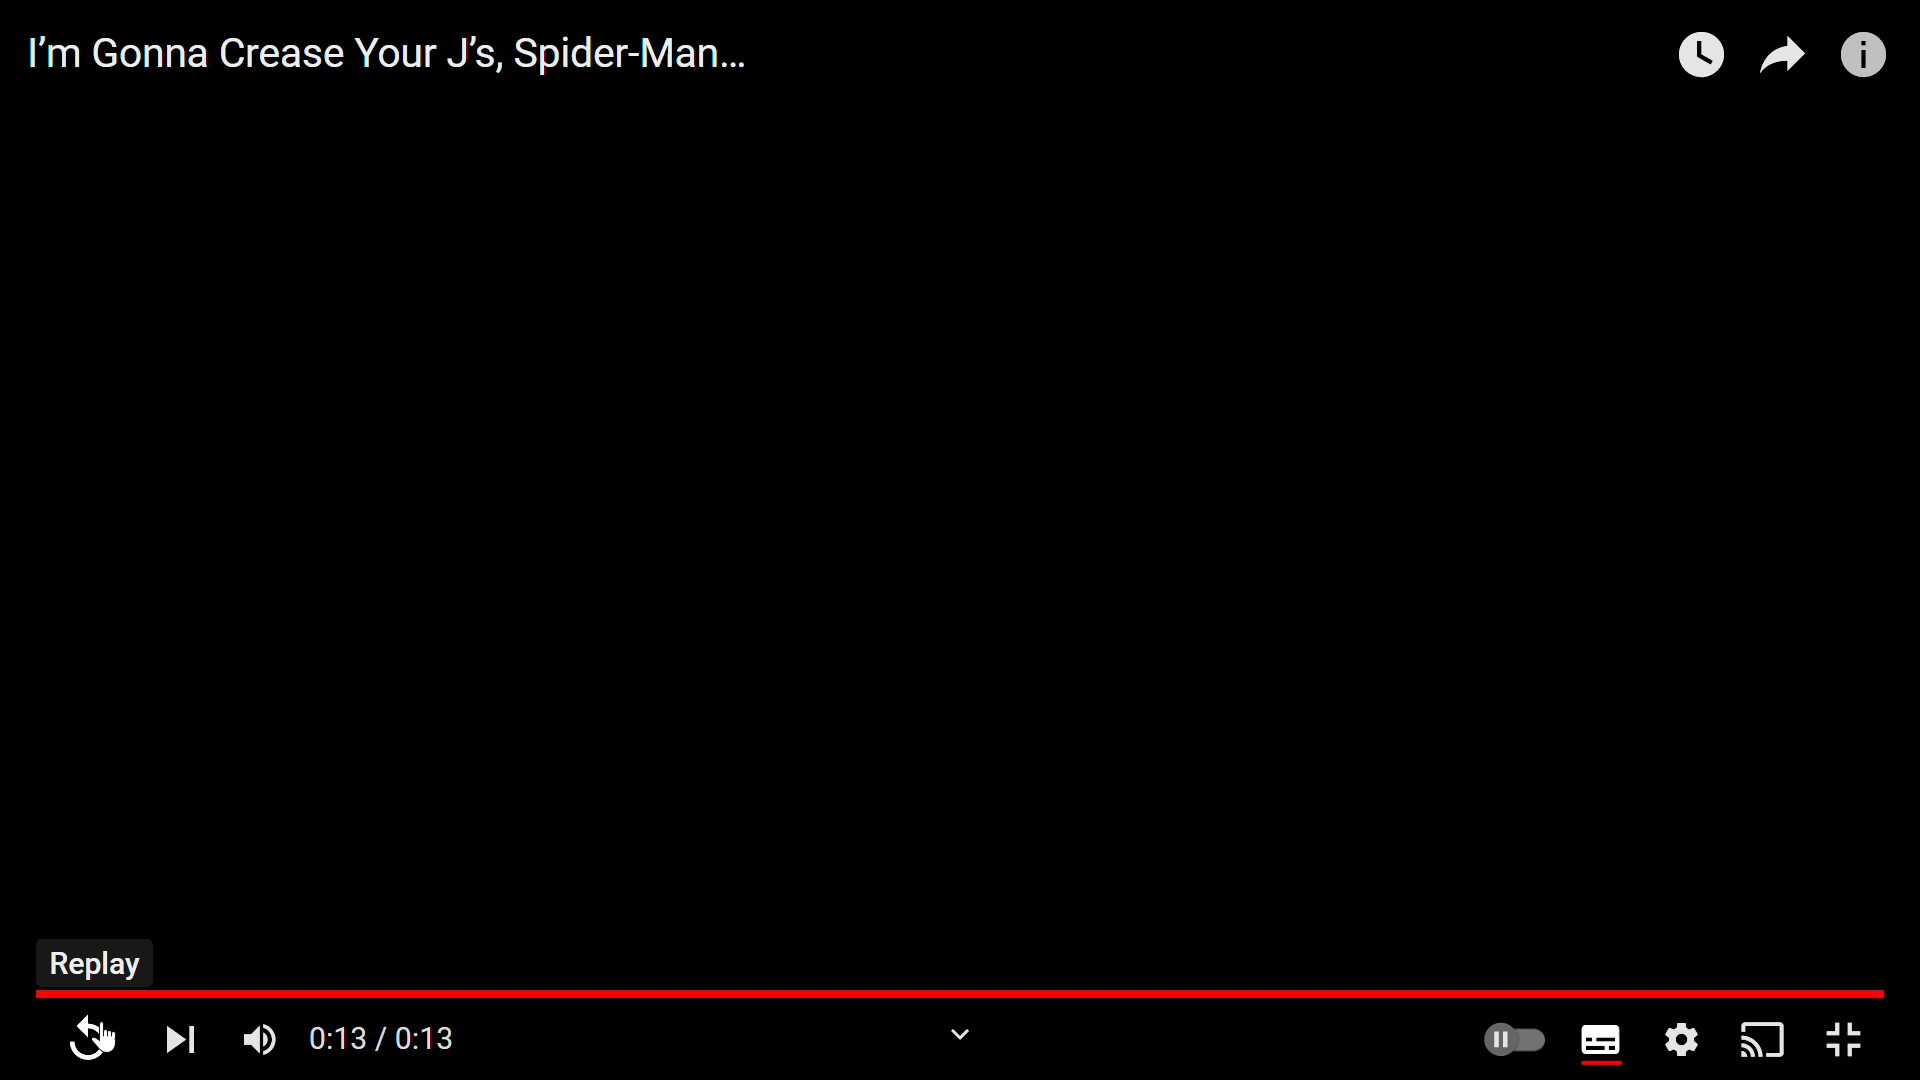 I’m Gonna Crease Your J’s, Spider-Man...
Replay
0:13 / 0:13